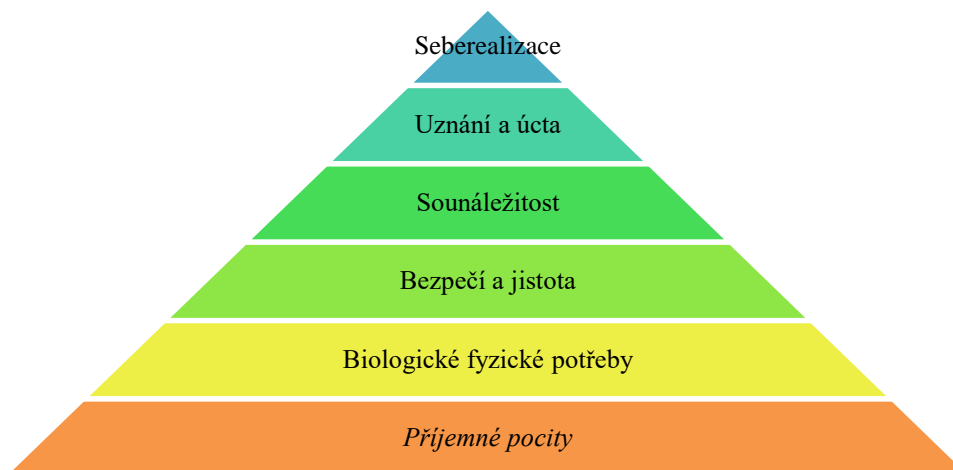 Seberealizace
Uznání a úcta
Sounáležitost
Bezpečí a jistota
Biologické fyzické potřeby
Příjemné pocity